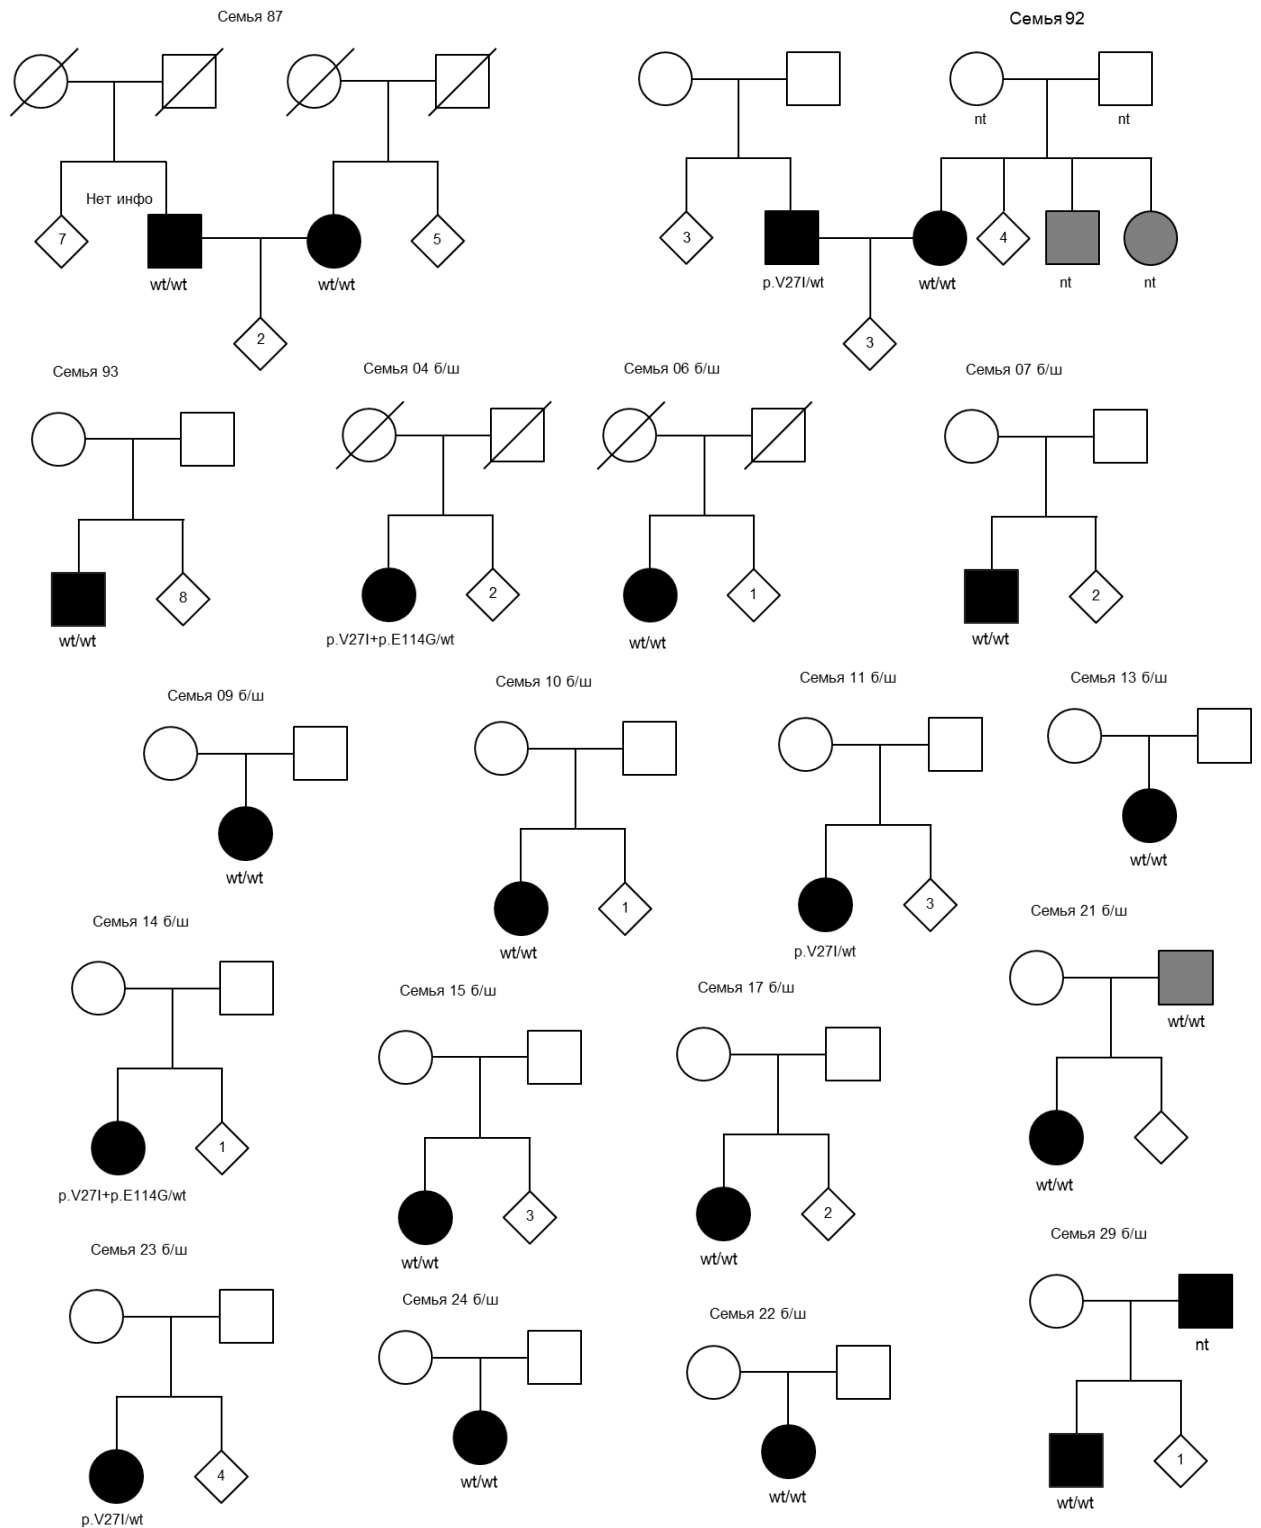 Семья 87
Семья 92
nt
nt
Нет инфо
7
5
3
4
wt/wt
wt/wt
p.V27I/wt
wt/wt
nt
nt
2
3
Семья 93
Семья 04 б/ш
Семья 06 б/ш
Семья 07 б/ш
8
2
1
2
wt/wt
p.V27I+p.E114G/wt
wt/wt
wt/wt
Семья 09 б/ш
Семья 10 б/ш
Семья 11 б/ш
Семья 13 б/ш
wt/wt
1
3
wt/wt
wt/wt
p.V27I/wt
Семья 14 б/ш
Семья 15 б/ш
Семья 17 б/ш
Семья 21 б/ш
wt/wt
1
3
2
p.V27I+p.E114G/wt
wt/wt
wt/wt
wt/wt
Семья 23 б/ш
Семья 24 б/ш
Семья 22 б/ш
Семья 29 б/ш
nt
4
1
p.V27I/wt
wt/wt
wt/wt
wt/wt